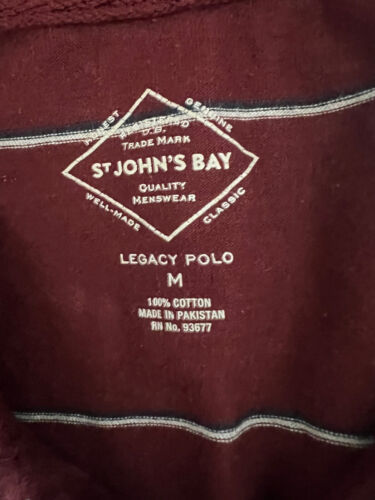 HONEST
GENUINE
REGISTERED
U.S.
TRADE MARK
ST JOHN'S BAY
QUALITY
MENSWEAR
WELL-MADE
CLASSIC
LEGACY POLO
M
100% COTTON
MADE IN PAKISTAN
RN No. 93677